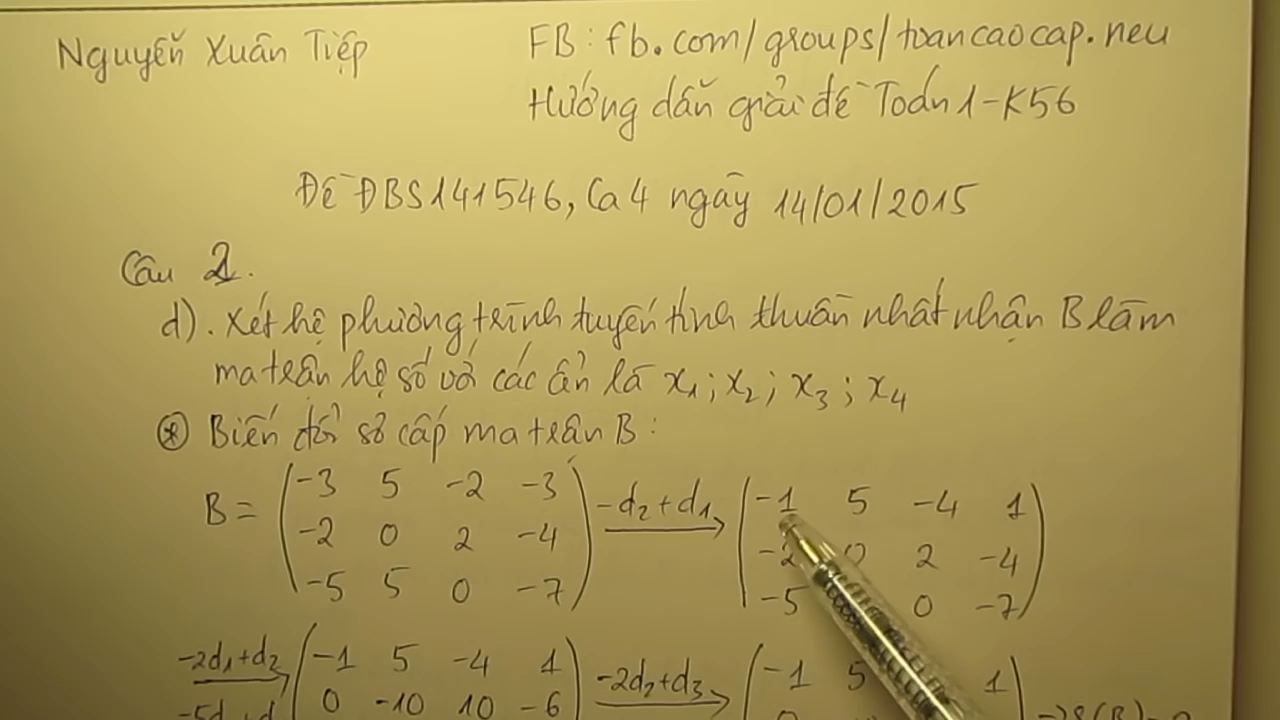 Nguyễn Xuân Tiệp
FB: fb.com/groups/toancaocap.neu
Hướng dẫn giải đề Toán 1-K56
Đề ĐBS141546, Ca 4 ngày 14/01/2015
Câu 2.
d). Xét hệ phương trình tuyến tính thuần nhất nhận B làm
ma trận hệ số với các ẩn là x₁; x₂; x₃; x₄
⊛ Biến đổi sơ cấp ma trận B:
-3 5 -2 -3
B = -2 0 2 -4
-5 5 0 -7
-d₂+d₁ →
-1 5 -4 1
-2 0 2 -4
-5 0 -7
-2d₁+d₂ →
-1 5 -4 1
0 -10 10 -6
-2d₂+d₃ →
-1 5 1